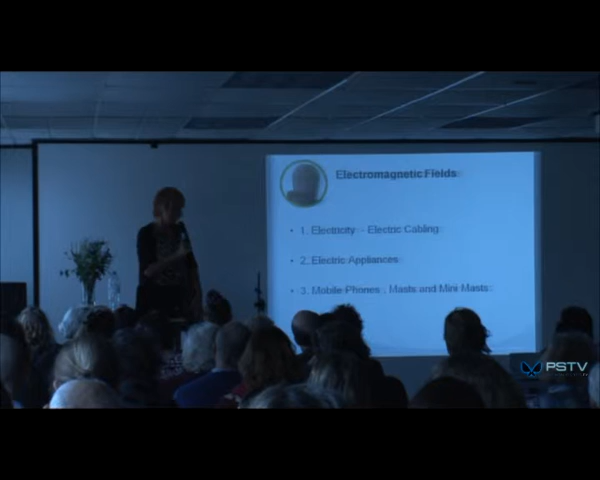 Electromagnetic Fields
• 1. Electricity - Electric Cabling
• 2. Electric Appliances
• 3. Mobile Phones , Masts and Mini Masts
PSTV